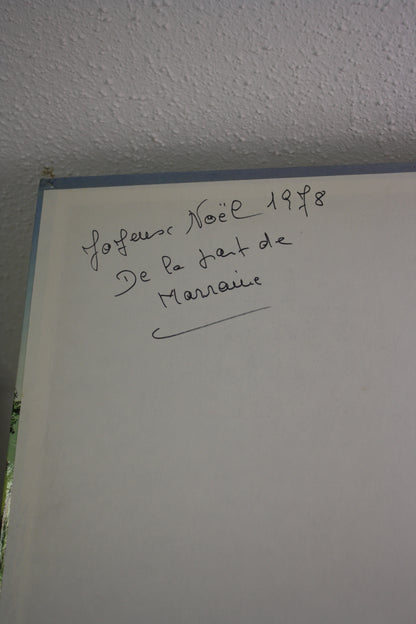 Joyeux Noël 1978
De la part de
Marraine